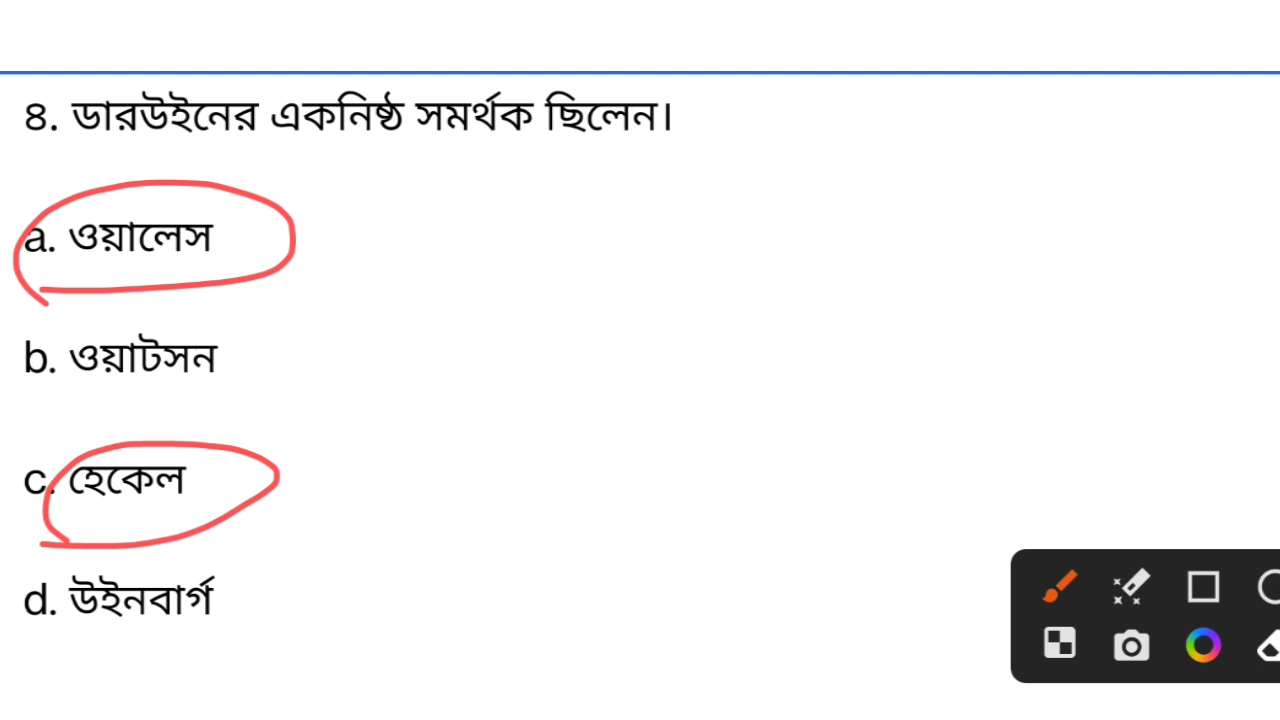 ৪. ডারউইনের একনিষ্ঠ সমর্থক ছিলেন।
a. ওয়ালেস
b. ওয়াটসন
c. হেকেল
d. উইনবার্গ